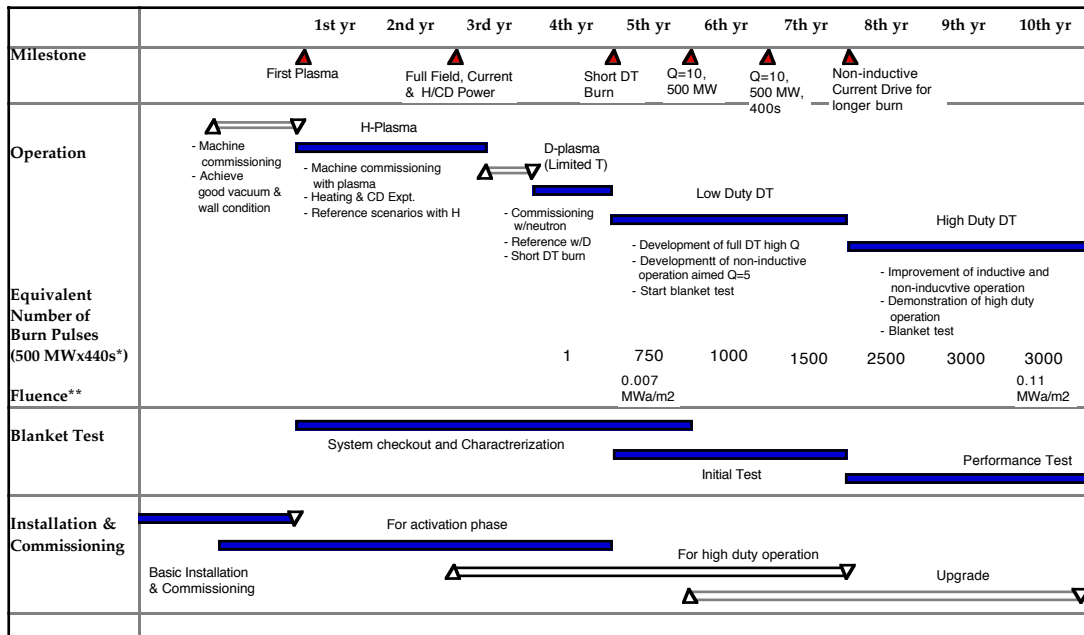 1st yr 2nd yr 3rd yr 4th yr 5th yr 6th yr 7th yr 8th yr 9th yr 10th yr
Milestone
First Plasma
Full Field, Current
& H/CD Power
Short DT
Burn
Q=10,
500 MW
Q=10,
500 MW,
400s
Non-inductive
Current Drive for
longer burn
Operation
- Machine
commissioning
- Achieve
good vacuum &
wall condition
H-Plasma
- Machine commissioning
with plasma
- Heating & CD Expt.
- Reference scenarios with H
D-plasma
(Limited T)
- Commissioning
w/neutron
- Reference w/D
- Short DT burn
Low Duty DT
- Development of full DT high Q
- Developmentt of non-inductive
operation aimed Q=5
- Start blanket test
High Duty DT
- Improvement of inductive and
non-inducvtive operation
- Demonstration of high duty
operation
- Blanket test
Equivalent
Number of
Burn Pulses
(500 MWx440s*)
1 750 1000 1500 2500 3000 3000
Fluence**
0.007
MWa/m2
0.11
MWa/m2
Blanket Test
System checkout and Charactrerization
Initial Test
Performance Test
Installation &
Commissioning
Basic Installation
& Commissioning
For activation phase
For high duty operation
Upgrade